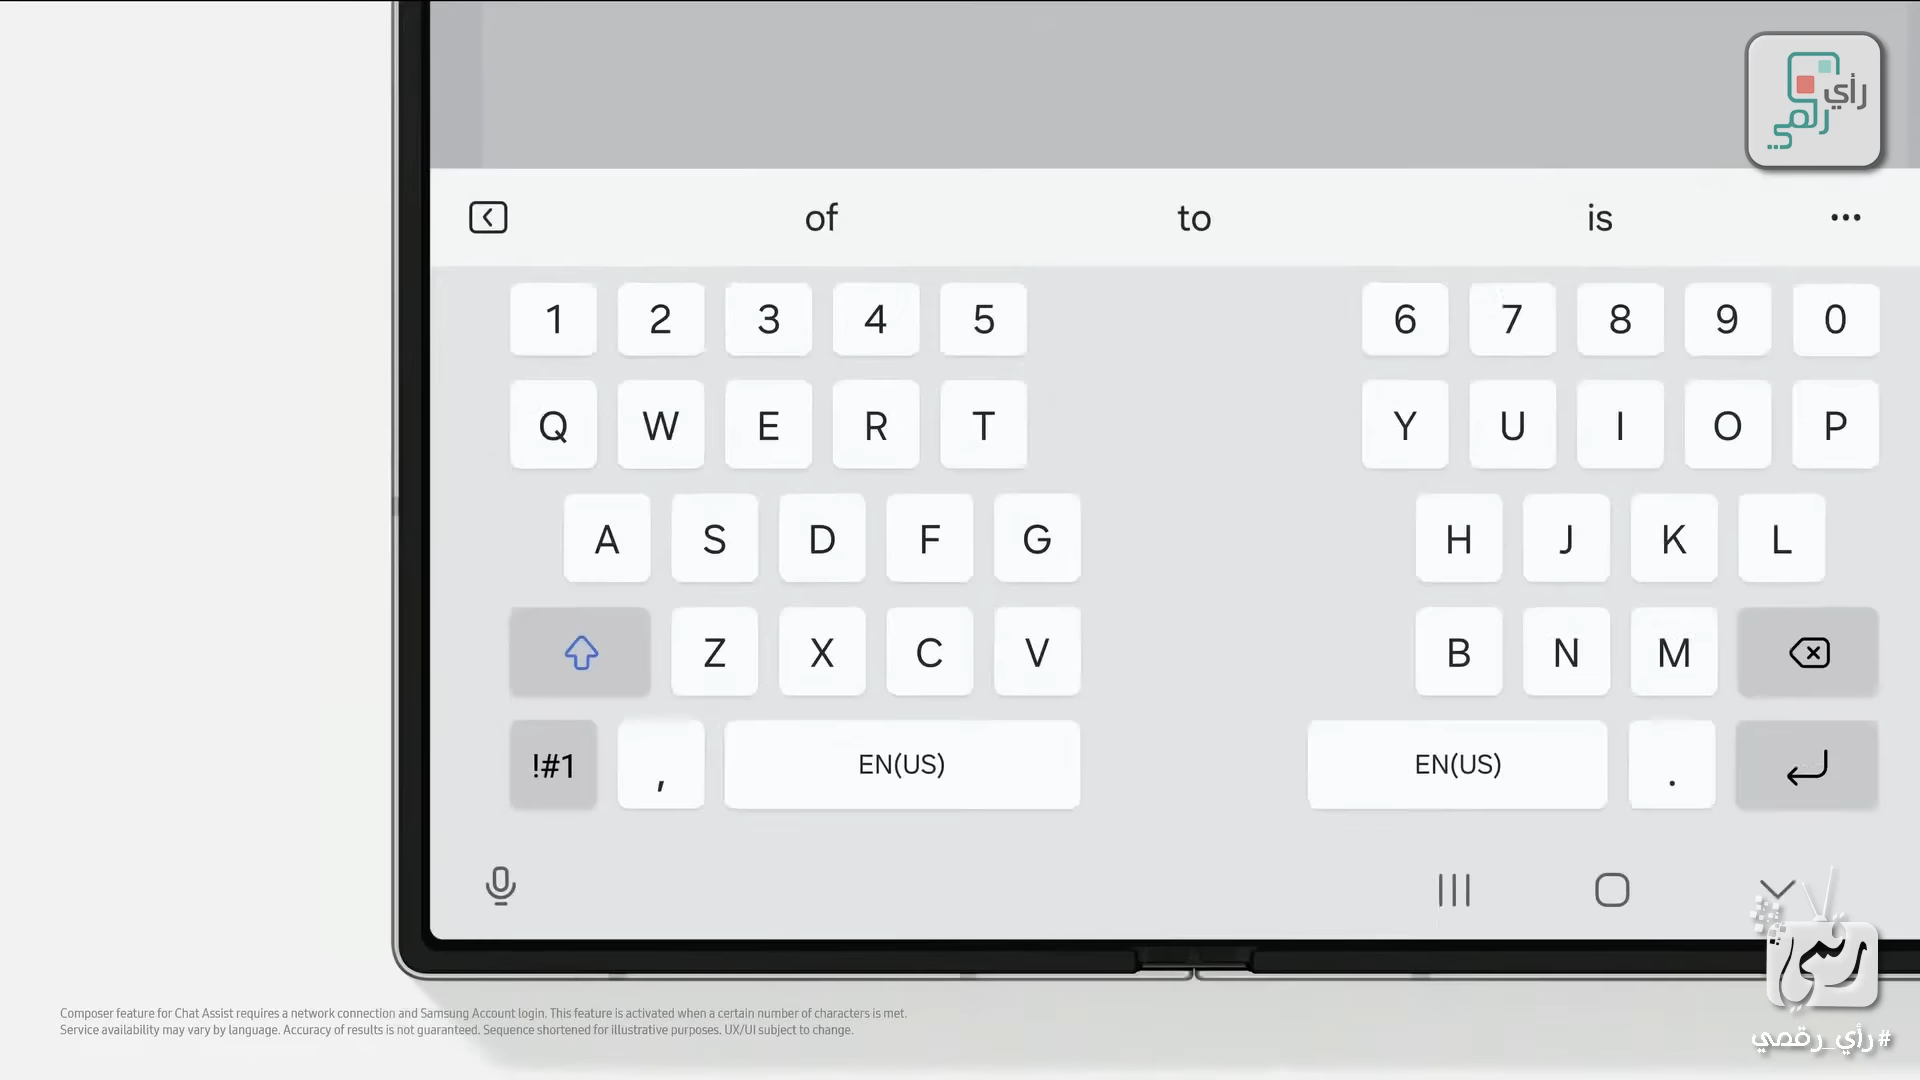 رأي
رقمي
of to is ...
1 2 3 4 5 6 7 8 9 0
Q W E R T Y U I O P
A S D F G H J K L
Z X C V B N M
!#1 , EN(US) EN(US) .
Composer feature for Chat Assist requires a network connection and Samsung Account login. This feature is activated when a certain number of characters is met.
Service availability may vary by language. Accuracy of results is not guaranteed. Sequence shortened for illustrative purposes. UX/UI subject to change.
#رأي_رقمي